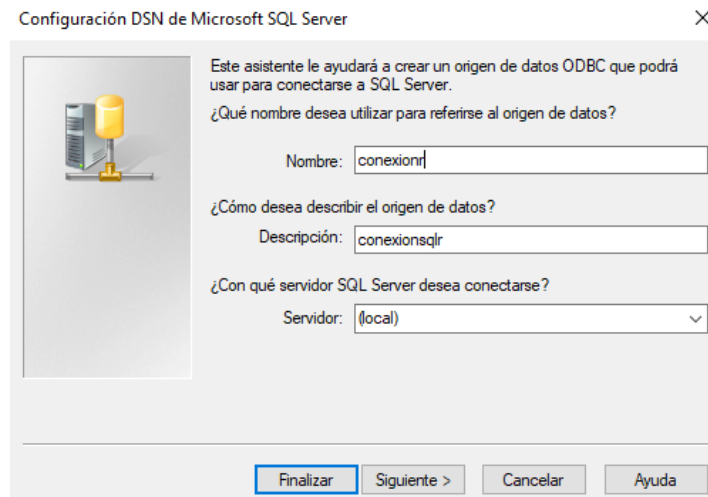 Configuración DSN de Microsoft SQL Server
Este asistente le ayudará a crear un origen de datos ODBC que podrá
usar para conectarse a SQL Server.
¿Qué nombre desea utilizar para referirse al origen de datos?
Nombre: conexionr
¿Cómo desea describir el origen de datos?
Descripción: conexionsqlr
¿Con qué servidor SQL Server desea conectarse?
Servidor: (local)
Finalizar Siguiente > Cancelar Ayuda